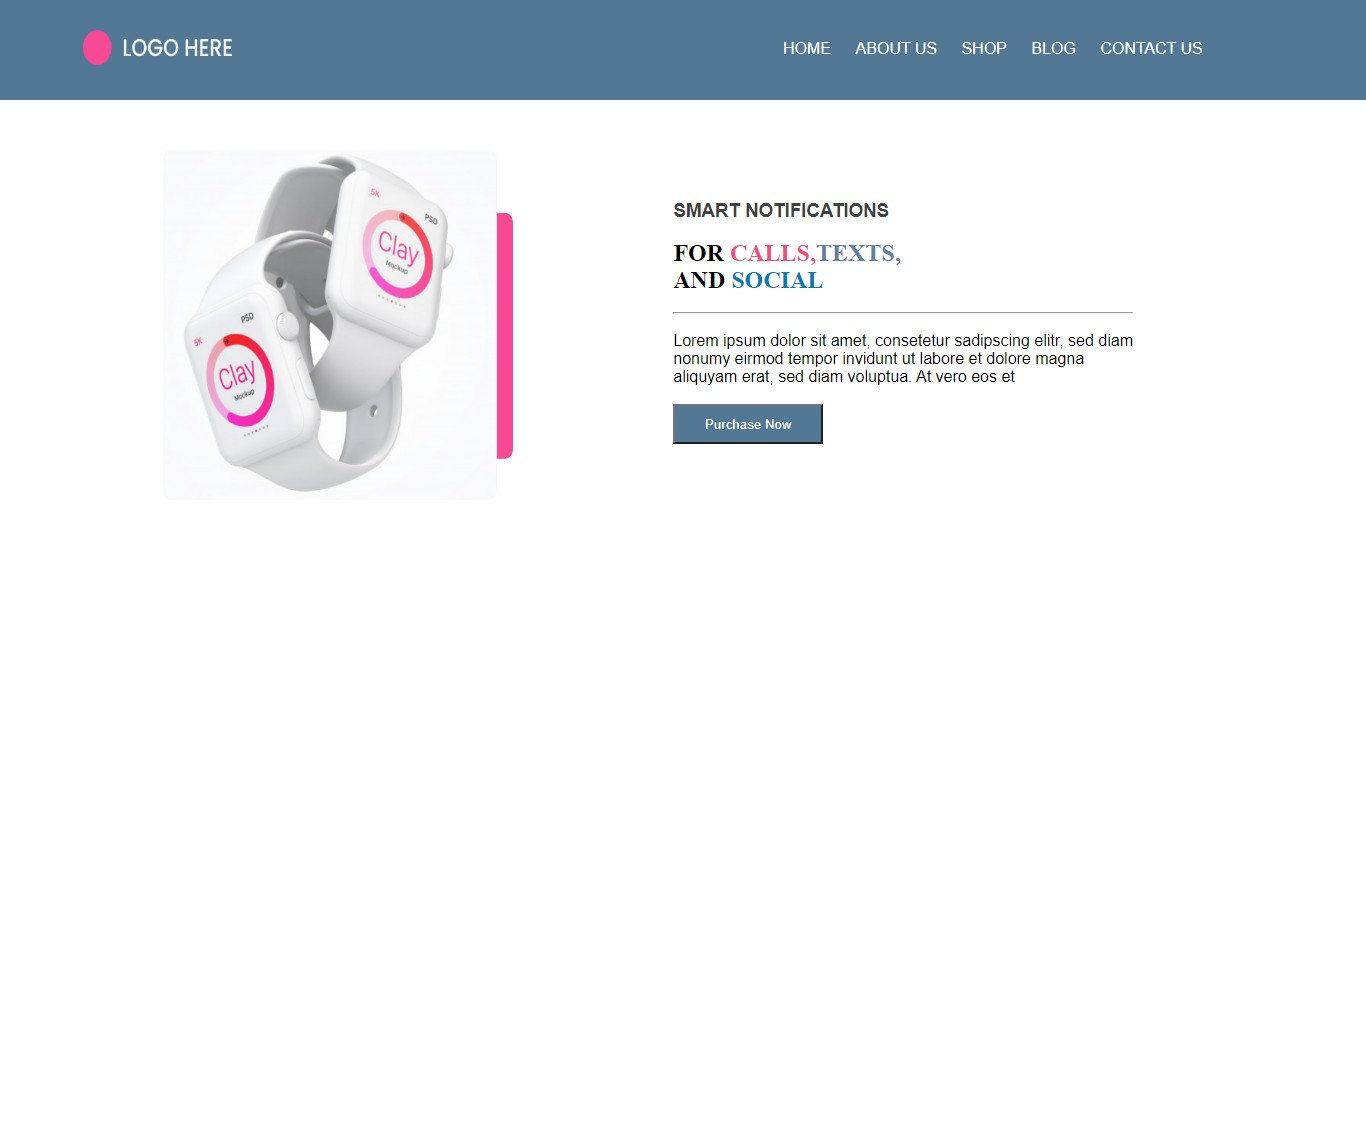 LOGO HERE
HOME ABOUT US SHOP BLOG CONTACT US
5K
PSD
Clay
Mockup
PSD
5K
Clay
Mockup
SMART NOTIFICATIONS
FOR CALLS,TEXTS,
AND SOCIAL
Lorem ipsum dolor sit amet, consetetur sadipscing elitr, sed diam
nonumy eirmod tempor invidunt ut labore et dolore magna
aliquyam erat, sed diam voluptua. At vero eos et
Purchase Now